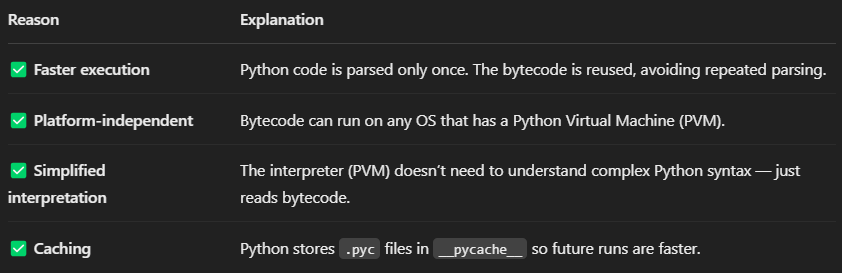 Reason Explanation
✅ Faster execution Python code is parsed only once. The bytecode is reused, avoiding repeated parsing.
✅ Platform-independent Bytecode can run on any OS that has a Python Virtual Machine (PVM).
✅ Simplified The interpreter (PVM) doesn’t need to understand complex Python syntax — just
interpretation reads bytecode.
✅ Caching Python stores .pyc files in __pycache__ so future runs are faster.